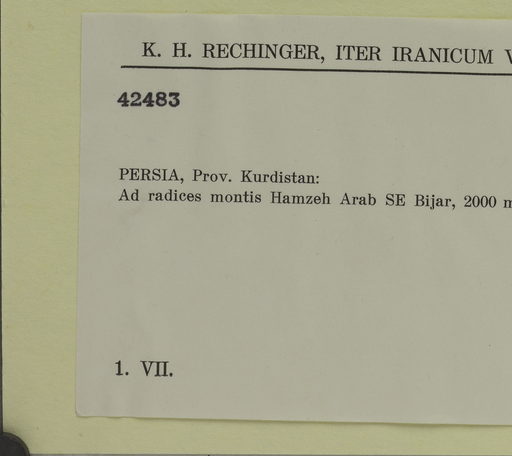 K. H. RECHINGER, ITER IRANICUM V
42483
PERSIA, Prov. Kurdistan:
Ad radices montis Hamzeh Arab SE Bijar, 2000 m
1. VII.